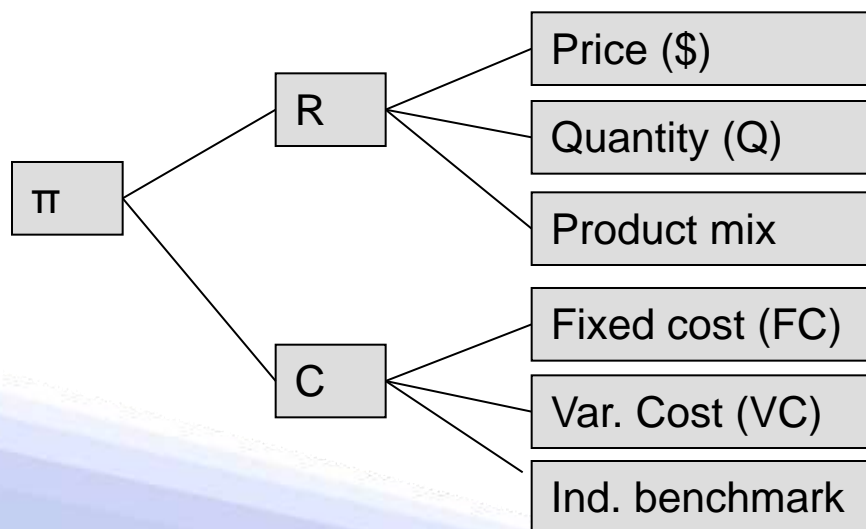 π
R
Price ($)
Quantity (Q)
Product mix
C
Fixed cost (FC)
Var. Cost (VC)
Ind. benchmark